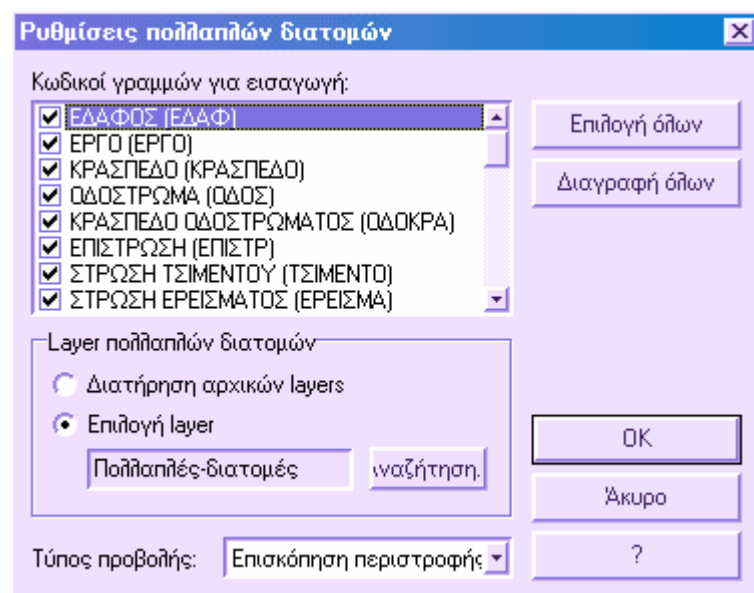 Ρυθμίσεις πολλαπλών διατομών
Κωδικοί γραμμών για εισαγωγή:
ΕΔΑΦΟΣ (ΕΔΑΦ)
ΕΡΓΟ (ΕΡΓΟ)
ΚΡΑΣΠΕΔΟ (ΚΡΑΣΠΕΔΟ)
ΟΔΟΣΤΡΩΜΑ (ΟΔΟΣ)
ΚΡΑΣΠΕΔΟ ΟΔΟΣΤΡΩΜΑΤΟΣ (ΟΔΟΚΡΑ)
ΕΠΙΣΤΡΩΣΗ (ΕΠΙΣΤΡ)
ΣΤΡΩΣΗ ΤΣΙΜΕΝΤΟΥ (ΤΣΙΜΕΝΤΟ)
ΣΤΡΩΣΗ ΕΡΕΙΣΜΑΤΟΣ (ΕΡΕΙΣΜΑ)
Επιλογή όλων
Διαγραφή όλων
Layer πολλαπλών διατομών
Διατήρηση αρχικών layers
Επιλογή layer
Πολλαπλές-διατομές
ναζήτηση.
Τύπος προβολής:
Επισκόπηση περιστροφής
OK
Άκυρο
?